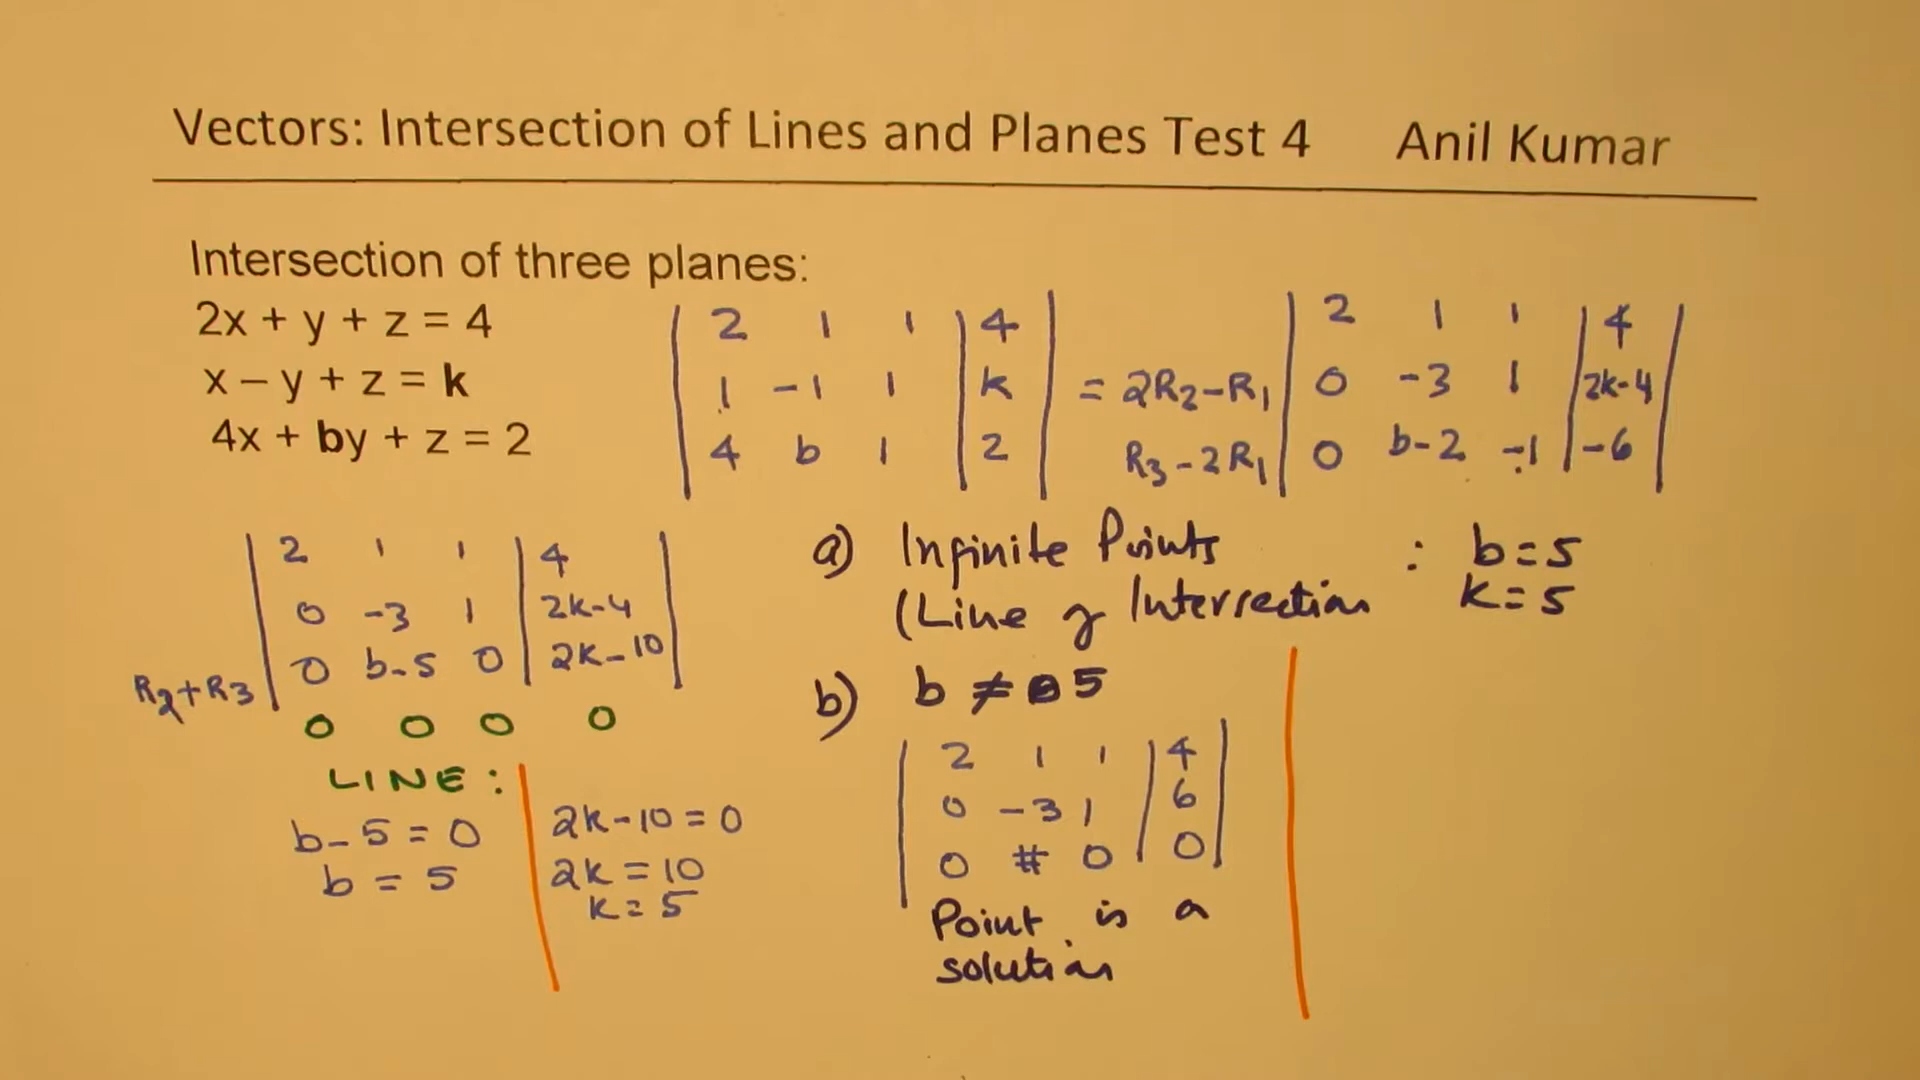 Vectors: Intersection of Lines and Planes Test 4 Anil Kumar
Intersection of three planes:
2x + y + z = 4
x – y + z = k
4x + by + z = 2
| 2 1 1 | 4 |
| 1 -1 1 | k |
| 4 b 1 | 2 |
= 2R2-R1
R3-2R1
| 2 1 1 | 4 |
| 0 -3 1 | 2k-4 |
| 0 b-2 -1 | -6 |
| 2 1 1 | 4 |
| 0 -3 1 | 2k-4 |
R2+R3 | 0 b-5 0 | 2k-10 |
0 0 0 0
LINE:
b-5=0
b = 5
2k-10=0
2k=10
k=5
a) Infinite Points : b=5
(Line of Intersection k=5
b) b ≠ 5
| 2 1 1 | 4 |
| 0 -3 1 | 6 |
| 0 # 0 | 0 |
Point is a
solution